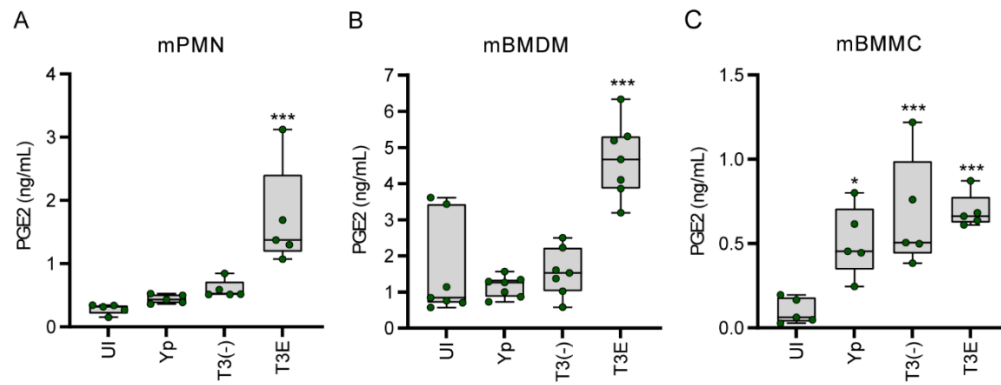 A
mPMN
PGE2 (ng/mL)
4
3
2
1
0
***
UI
Yp
T3(-)
T3E
B
mBMDM
PGE2 (ng/mL)
7
6
5
4
3
2
1
0
***
UI
Yp
T3(-)
T3E
C
mBMMC
PGE2 (ng/mL)
1.5
1.0
0.5
0.0
*
***
***
UI
Yp
T3(-)
T3E